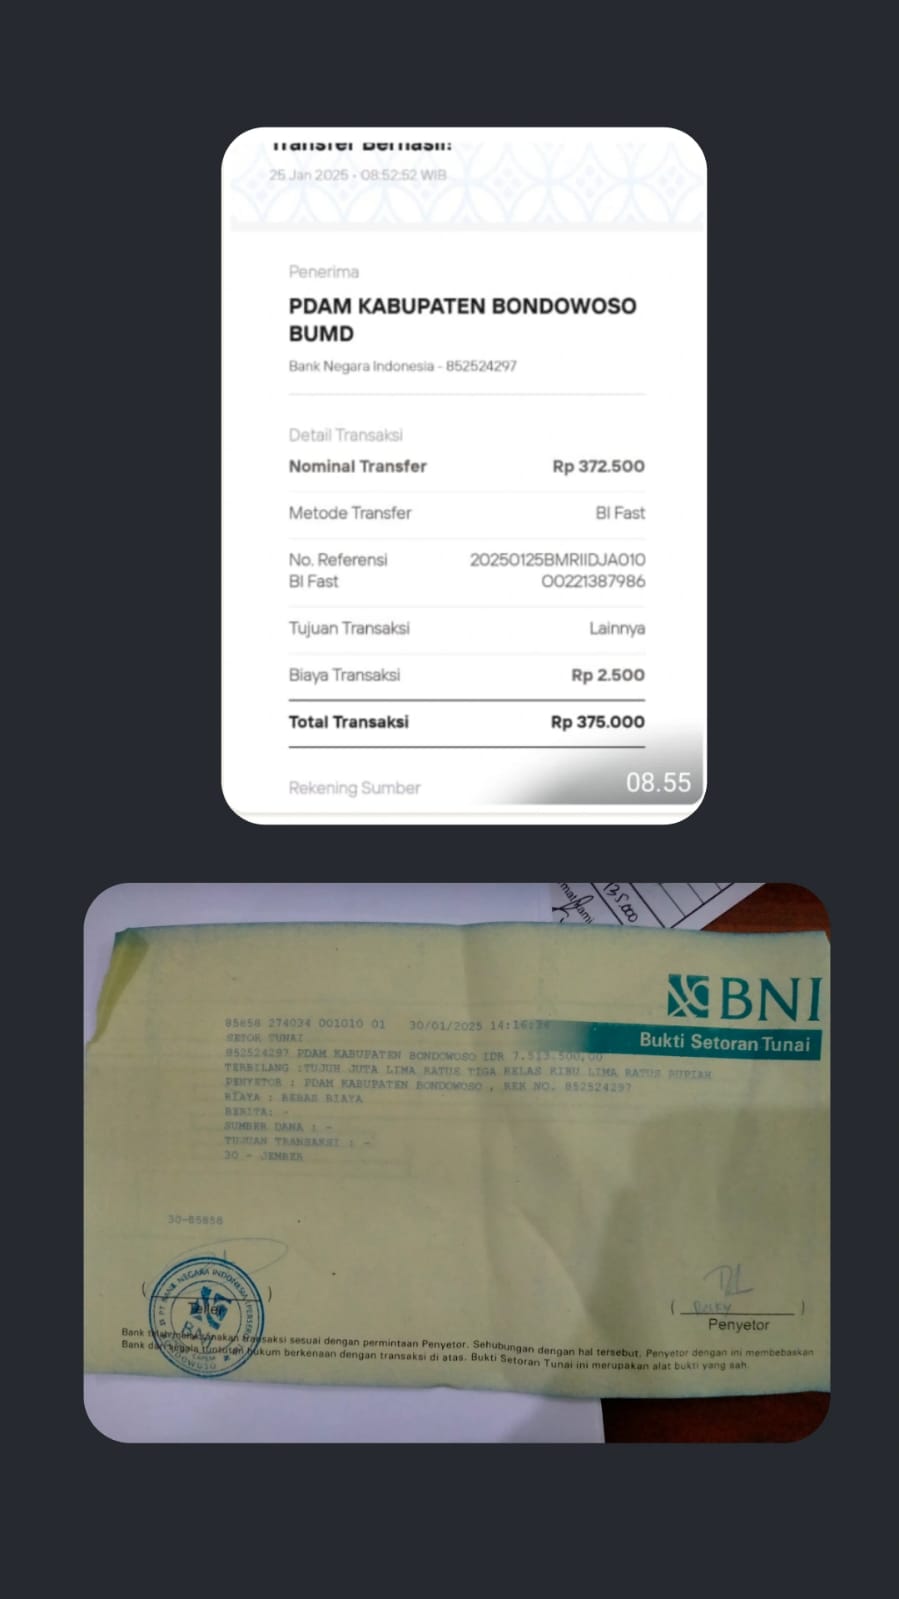 Transfer Berhasil!
25 Jan 2025 - 08:52:52 WIB
Penerima
PDAM KABUPATEN BONDOWOSO
BUMD
Bank Negara Indonesia - 852524297
Detail Transaksi
Nominal Transfer Rp 372.500
Metode Transfer BI Fast
No. Referensi 20250125BMRIIDJA010
BI Fast O0221387986
Tujuan Transaksi Lainnya
Biaya Transaksi Rp 2.500
Total Transaksi Rp 375.000
Rekening Sumber
08.55
135.000
BNI
Bukti Setoran Tunai
85858 274034 001010 01 30/01/2025 14:16:
SETOR TUNAI
852524297 PDAM KABUPATEN BONDOWOSO IDR 7.513.500,00
TERBILANG :TUJUH JUTA LIMA RATUS TIGA BELAS RIBU LIMA RATUS RUPIAH
PENYETOR : PDAM KABUPATEN BONDOWOSO , REK NO. 852524297
BIAYA : BEBAS BIAYA
BERITA: -
SUMBER DANA : -
TUJUAN TRANSAKSI : -
30 - JEMBER
30-85858
PT BANK NEGARA INDONESIA (PERSERO)
BNI
BONDOWOSO
Teller
( )
Penyetor
Bank telah melaksanakan transaksi sesuai dengan permintaan Penyetor. Sehubungan dengan hal tersebut. Penyetor dengan ini membebaskan
Bank dari segala tuntutan hukum berkenaan dengan transaksi di atas. Bukti Setoran Tunai ini merupakan alat bukti yang sah.